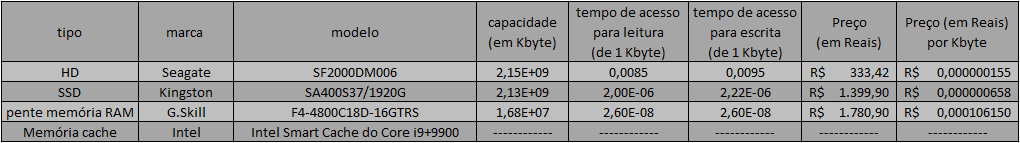 tipo marca modelo capacidade (em Kbyte) tempo de acesso para leitura (de 1 Kbyte) tempo de acesso para escrita (de 1 Kbyte) Preço (em Reais) Preço (em Reais) por Kbyte
HD Seagate SF2000DM006 2,15E+09 0,0085 0,0095 R$ 333,42 R$ 0,000000155
SSD Kingston SA400S37/1920G 2,13E+09 2,00E-06 2,22E-06 R$ 1.399,90 R$ 0,000000658
pente memória RAM G.Skill F4-4800C18D-16GTRS 1,68E+07 2,60E-08 2,60E-08 R$ 1.780,90 R$ 0,000106150
Memória cache Intel Intel Smart Cache do Core i9+9900 ------------ ------------ ------------ ------------ ------------